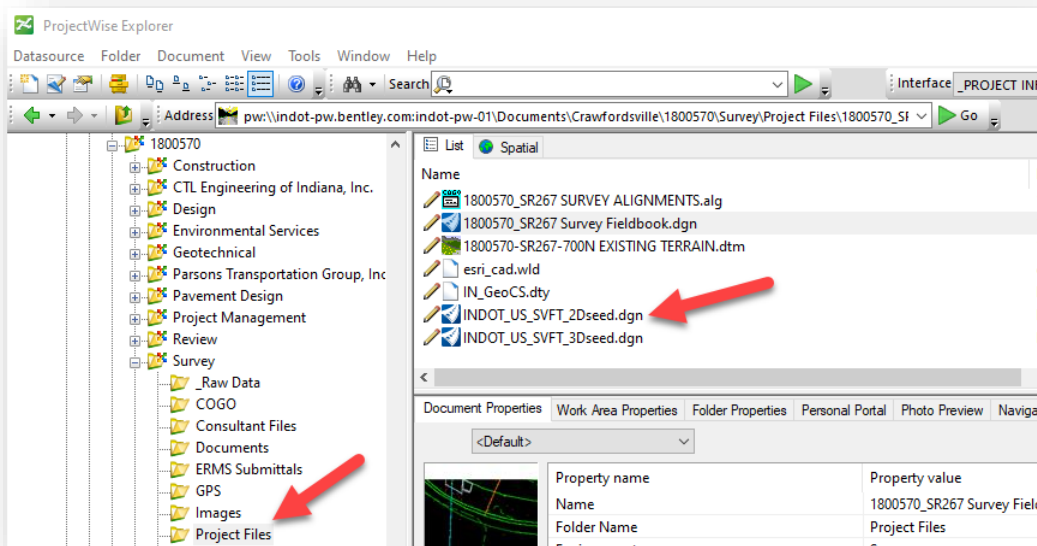 ProjectWise Explorer
Datasource Folder Document View Tools Window Help
Search Interface _PROJECT INI
Address pw:\\indot-pw.bentley.com:indot-pw-01\Documents\Crawfordsville\1800570\Survey\Project Files\1800570_SF Go
1800570
Construction
CTL Engineering of Indiana, Inc.
Design
Environmental Services
Geotechnical
Parsons Transportation Group, Inc
Pavement Design
Project Management
Review
Survey
_Raw Data
COGO
Consultant Files
Documents
ERMS Submittals
GPS
Images
Project Files
List Spatial
Name
1800570_SR267 SURVEY ALIGNMENTS.alg
1800570_SR267 Survey Fieldbook.dgn
1800570-SR267-700N EXISTING TERRAIN.dtm
esri_cad.wld
IN_GeoCS.dty
INDOT_US_SVFT_2Dseed.dgn
INDOT_US_SVFT_3Dseed.dgn
Document Properties Work Area Properties Folder Properties Personal Portal Photo Preview Naviga
<Default>
Property name Property value
Name 1800570_SR267 Survey Fiel
Folder Name Project Files